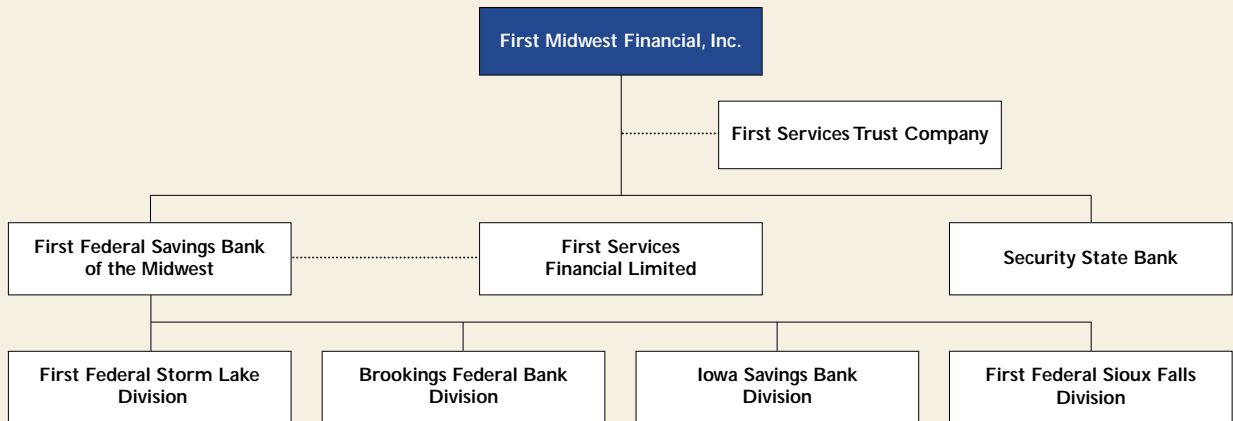 First Midwest Financial, Inc.
First Services Trust Company
First Federal Savings Bank
of the Midwest
First Services
Financial Limited
Security State Bank
First Federal Storm Lake
Division
Brookings Federal Bank
Division
Iowa Savings Bank
Division
First Federal Sioux Falls
Division